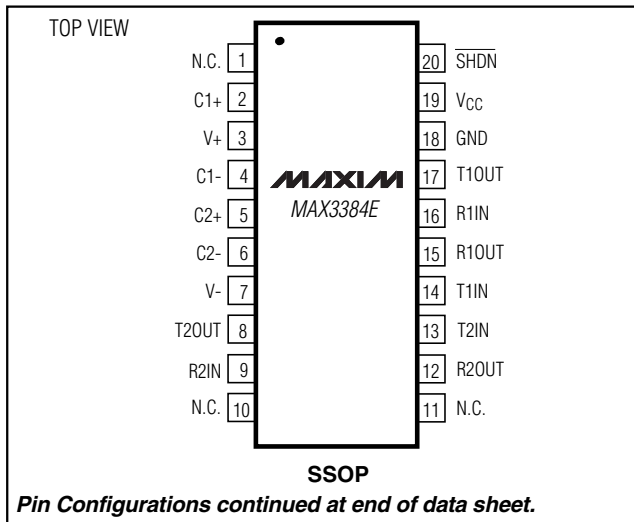 TOP VIEW
N.C. 1
C1+ 2
V+ 3
C1- 4
C2+ 5
C2- 6
V- 7
T2OUT 8
R2IN 9
N.C. 10
MAXIM
MAX3384E
20 SHDN
19 VCC
18 GND
17 T1OUT
16 R1IN
15 R1OUT
14 T1IN
13 T2IN
12 R2OUT
11 N.C.
SSOP
Pin Configurations continued at end of data sheet.